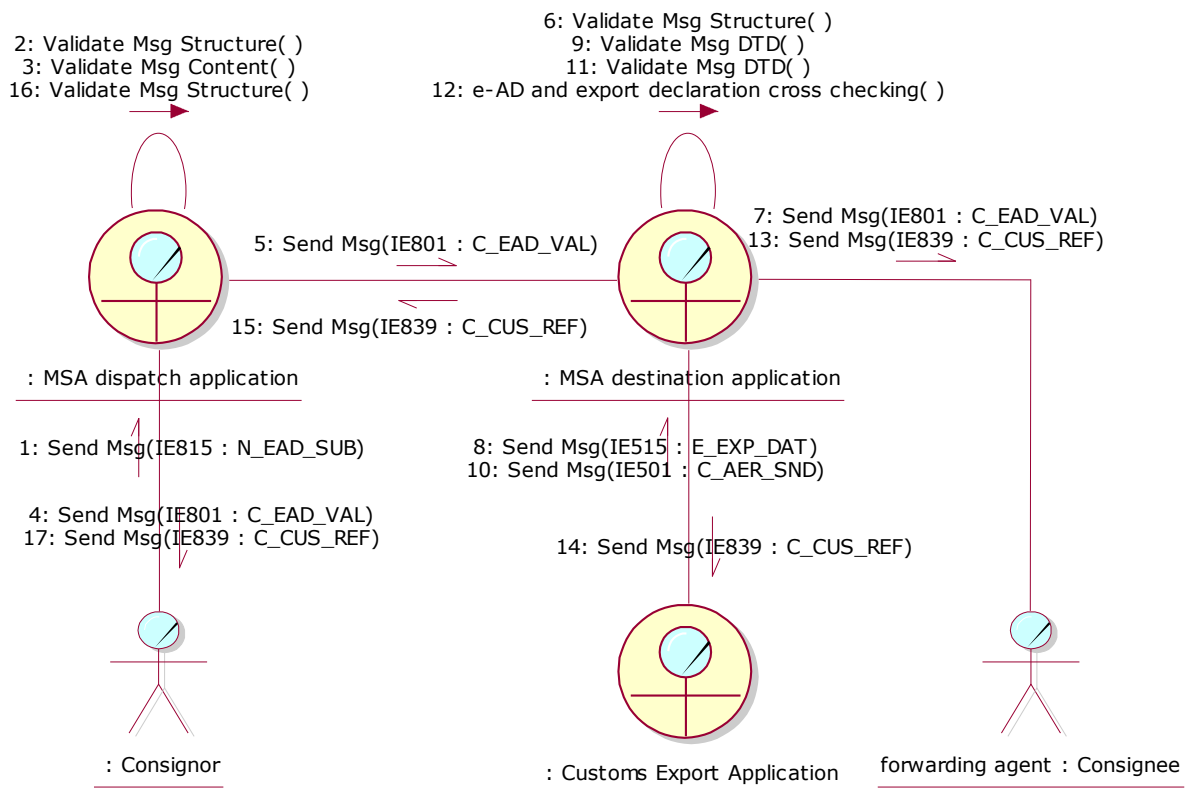 6: Validate Msg Structure( )
2: Validate Msg Structure( )
9: Validate Msg DTD( )
3: Validate Msg Content( )
11: Validate Msg DTD( )
16: Validate Msg Structure( )
12: e-AD and export declaration cross checking( )
7: Send Msg(IE801 : C_EAD_VAL)
5: Send Msg(IE801 : C_EAD_VAL)
13: Send Msg(IE839 : C_CUS_REF)
15: Send Msg(IE839 : C_CUS_REF)
: MSA dispatch application
: MSA destination application
1: Send Msg(IE815 : N_EAD_SUB)
8: Send Msg(IE515 : E_EXP_DAT)
10: Send Msg(IE501 : C_AER_SND)
4: Send Msg(IE801 : C_EAD_VAL)
17: Send Msg(IE839 : C_CUS_REF)
14: Send Msg(IE839 : C_CUS_REF)
: Consignor
: Customs Export Application
forwarding agent : Consignee